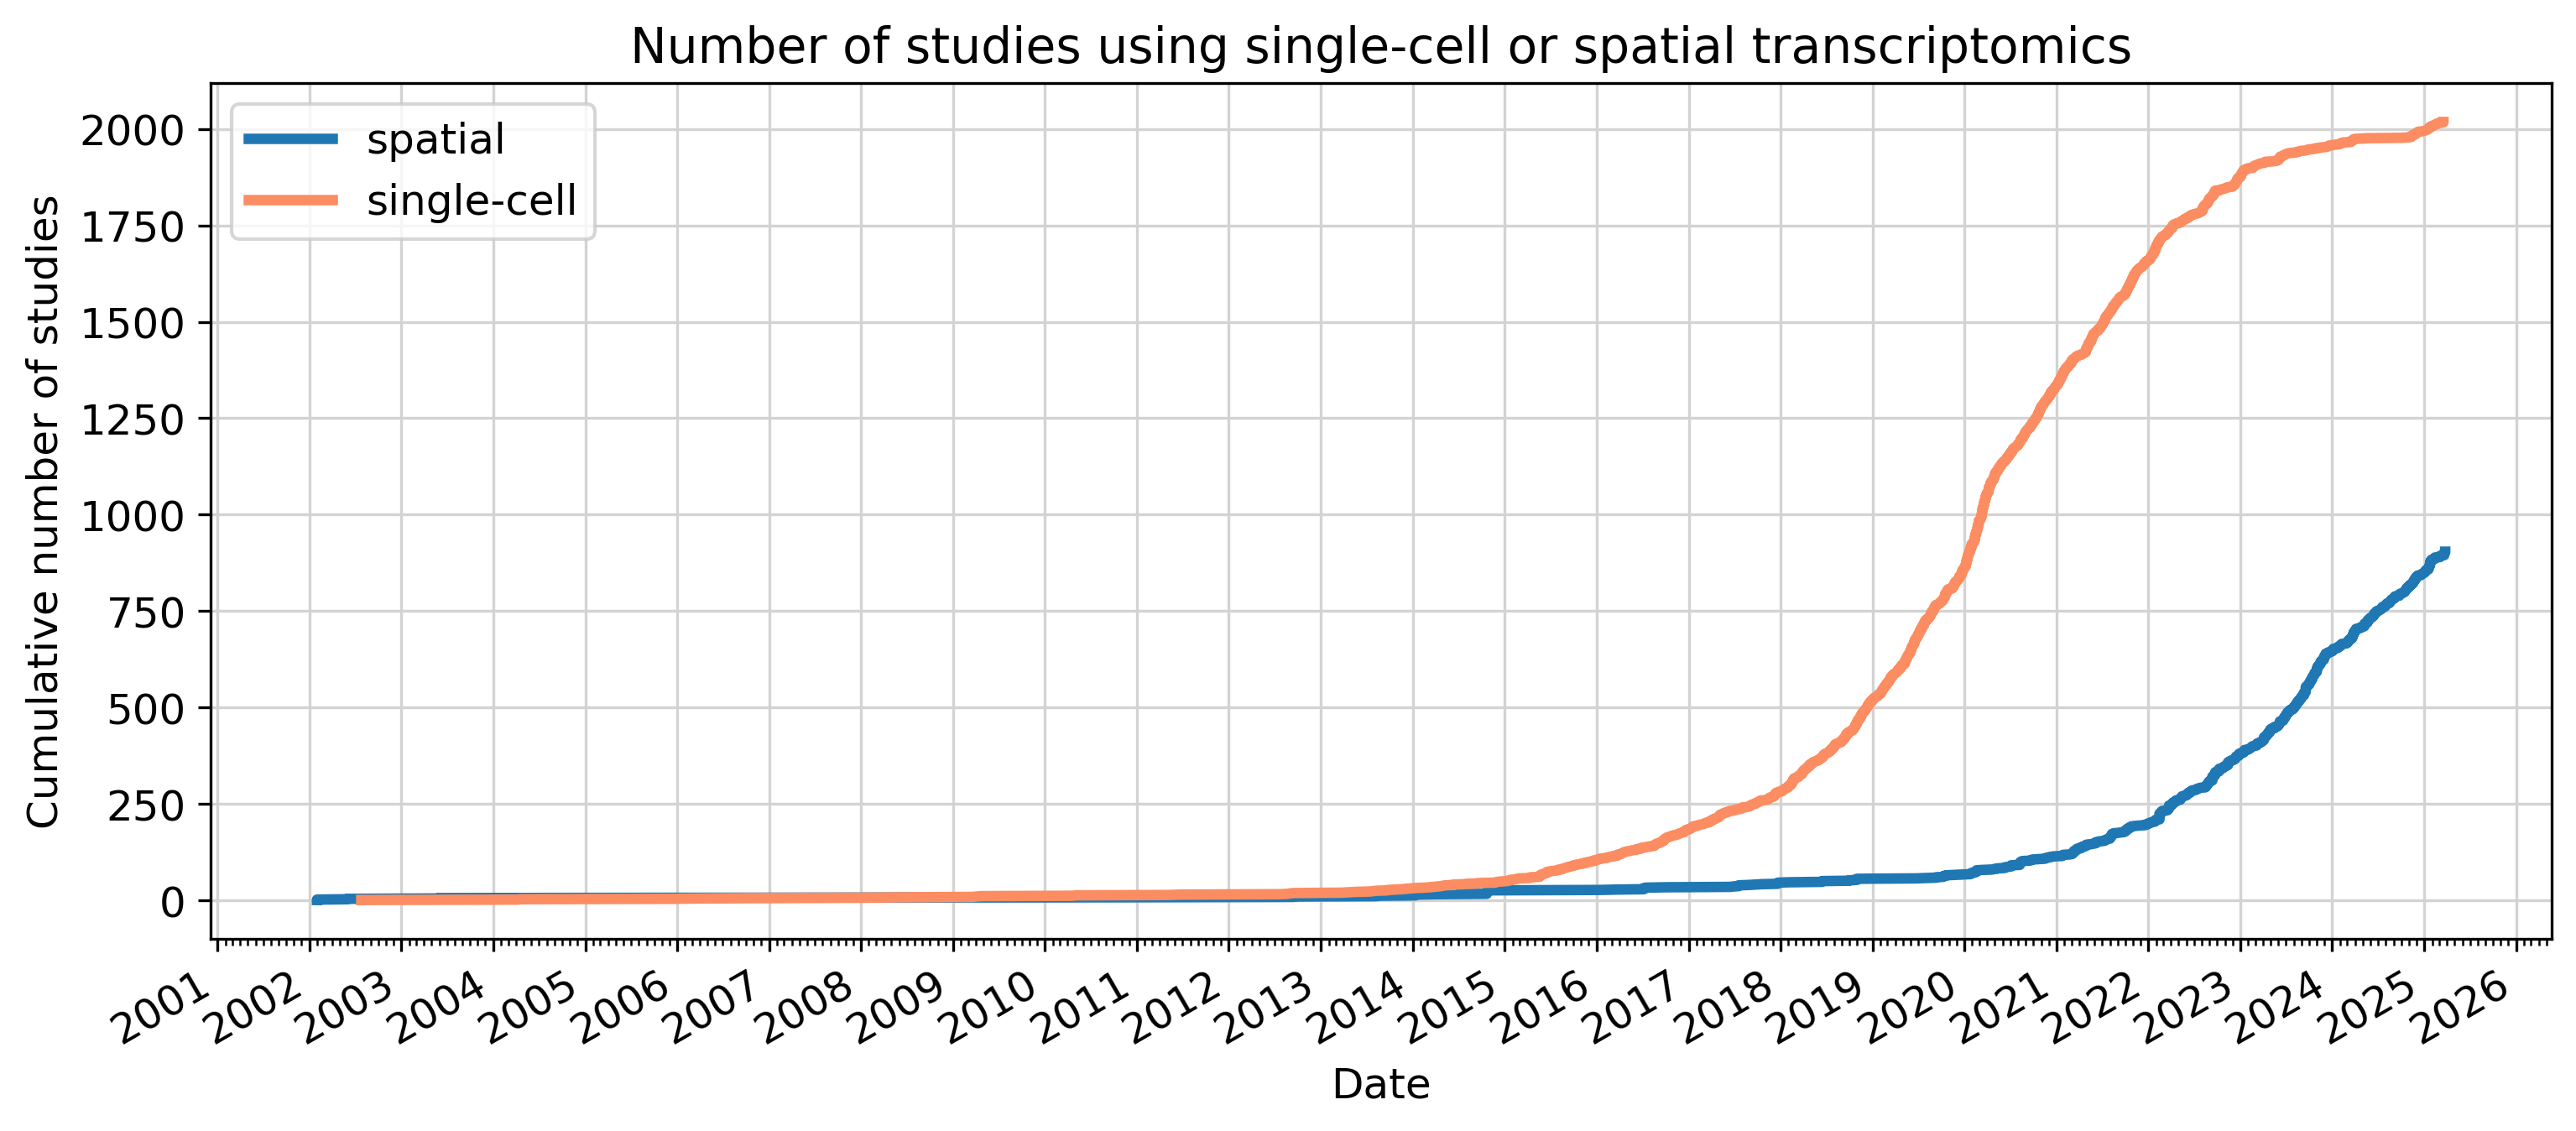 Number of studies using single-cell or spatial transcriptomics
spatial
single-cell
Cumulative number of studies
2000
1750
1500
1250
1000
750
500
250
0
2001 2002 2003 2004 2005 2006 2007 2008 2009 2010 2011 2012 2013 2014 2015 2016 2017 2018 2019 2020 2021 2022 2023 2024 2025 2026
Date